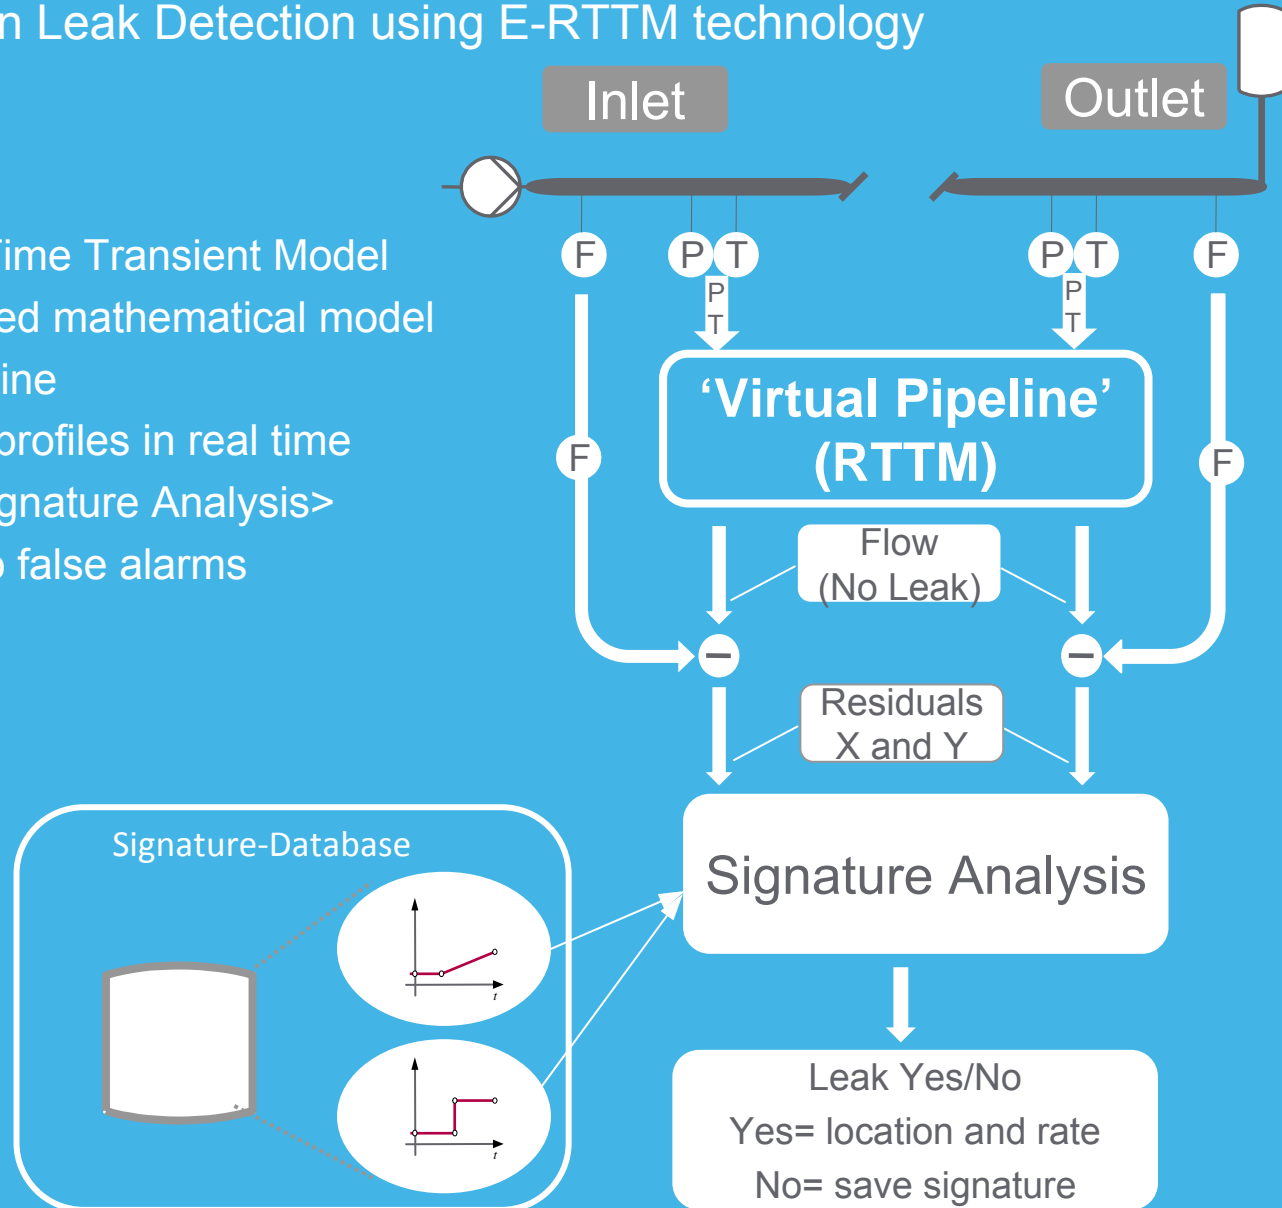 n Leak Detection using E-RTTM technology
Inlet
Outlet
F
P
T
P
T
F
P
T
P
T
ime Transient Model
ed mathematical model
ine
profiles in real time
gnature Analysis>
o false alarms
‘Virtual Pipeline’
(RTTM)
F
F
Flow
(No Leak)
–
–
Residuals
X and Y
Signature-Database
t
t
Signature Analysis
Leak Yes/No
Yes= location and rate
No= save signature